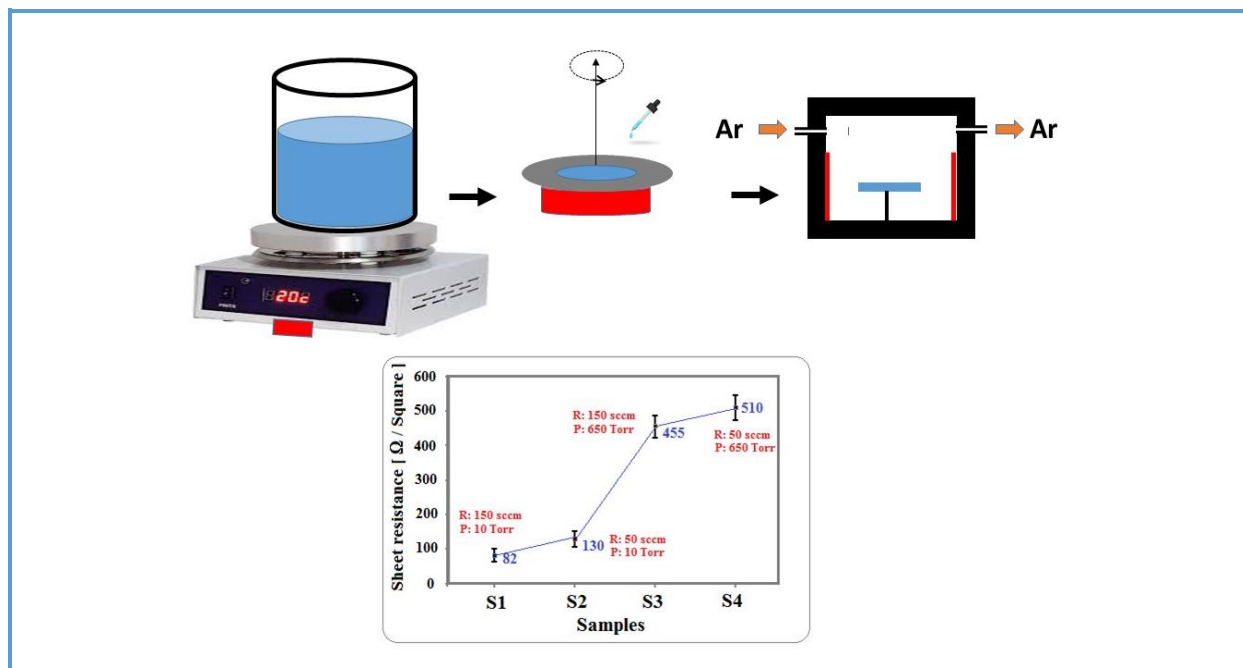 Ar
Ar
20c
600
500
400
300
200
100
0
Sheet resistance [ Ω / Square ]
R: 150 sccm
P: 10 Torr
82
130
R: 50 sccm
P: 10 Torr
R: 150 sccm
P: 650 Torr
455
510
R: 50 sccm
P: 650 Torr
S1 S2 S3 S4
Samples